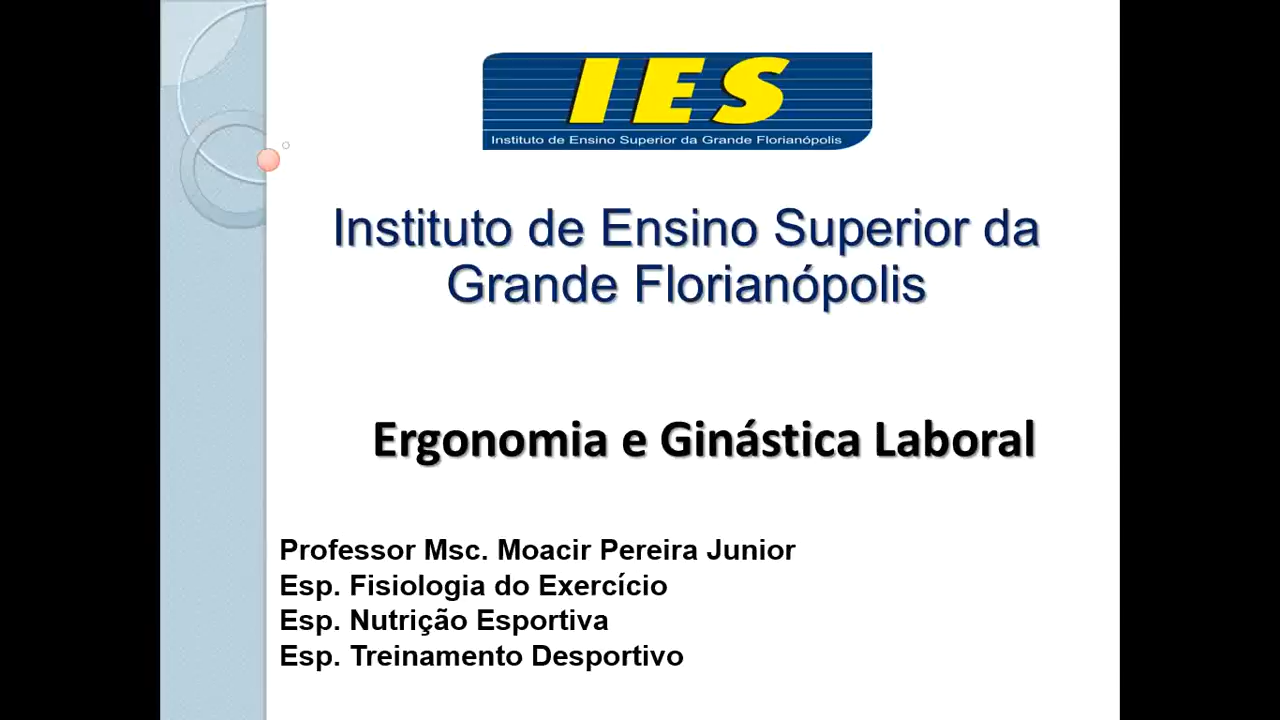 IES
Instituto de Ensino Superior da Grande Florianópolis
Instituto de Ensino Superior da
Grande Florianópolis
Ergonomia e Ginástica Laboral
Professor Msc. Moacir Pereira Junior
Esp. Fisiologia do Exercício
Esp. Nutrição Esportiva
Esp. Treinamento Desportivo